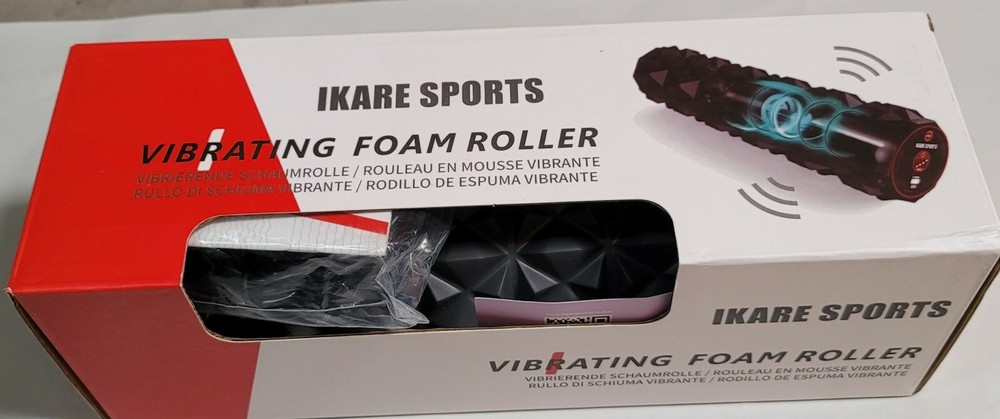 IKARE SPORTS
VIBRATING FOAM ROLLER
VIBRIERENDE SCHAUMROLLE / ROULEAU EN MOUSSE VIBRANTE
RULLO DI SCHIUMA VIBRANTE / RODILLO DE ESPUMA VIBRANTE
IKARE SPORTS
IKARE SPORTS
VIBRATING FOAM ROLLER
VIBRIERENDE SCHAUMROLLE / ROULEAU EN MOUSSE VIBRANTE
RULLO DI SCHIUMA VIBRANTE / RODILLO DE ESPUMA VIBRANTE